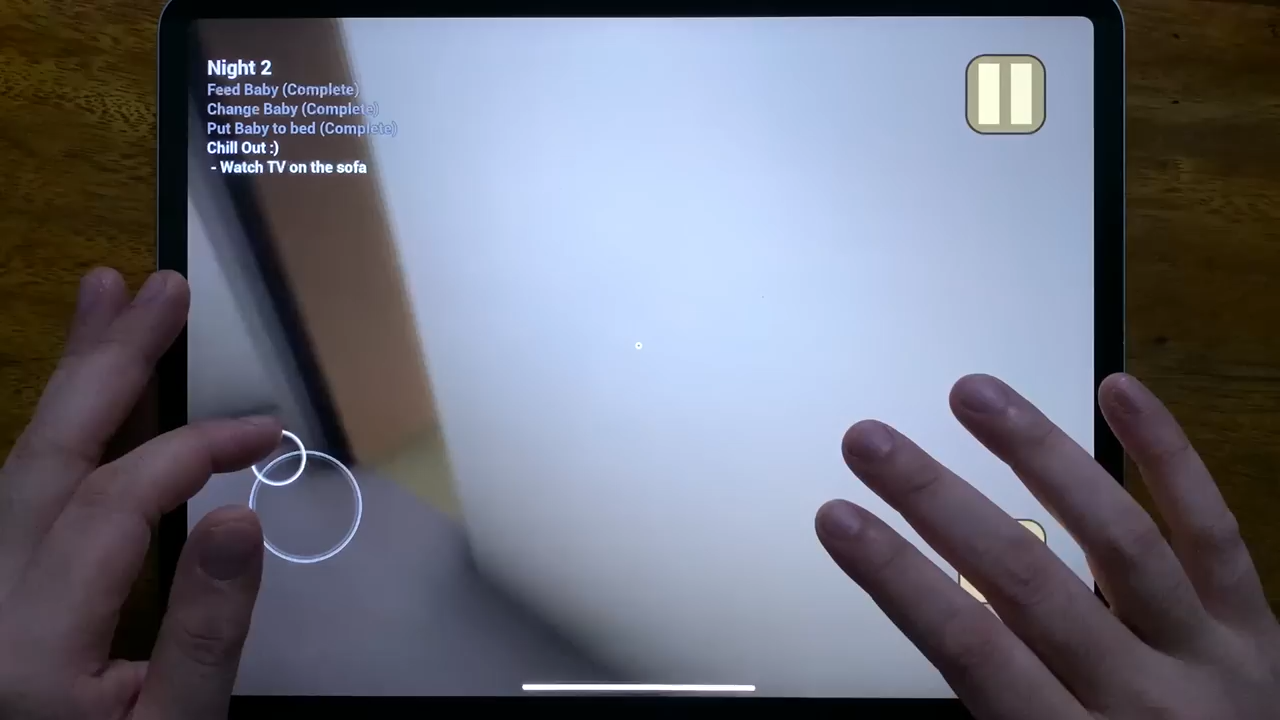 Night 2
Feed Baby (Complete)
Change Baby (Complete)
Put Baby to bed (Complete)
Chill Out :)
- Watch TV on the sofa